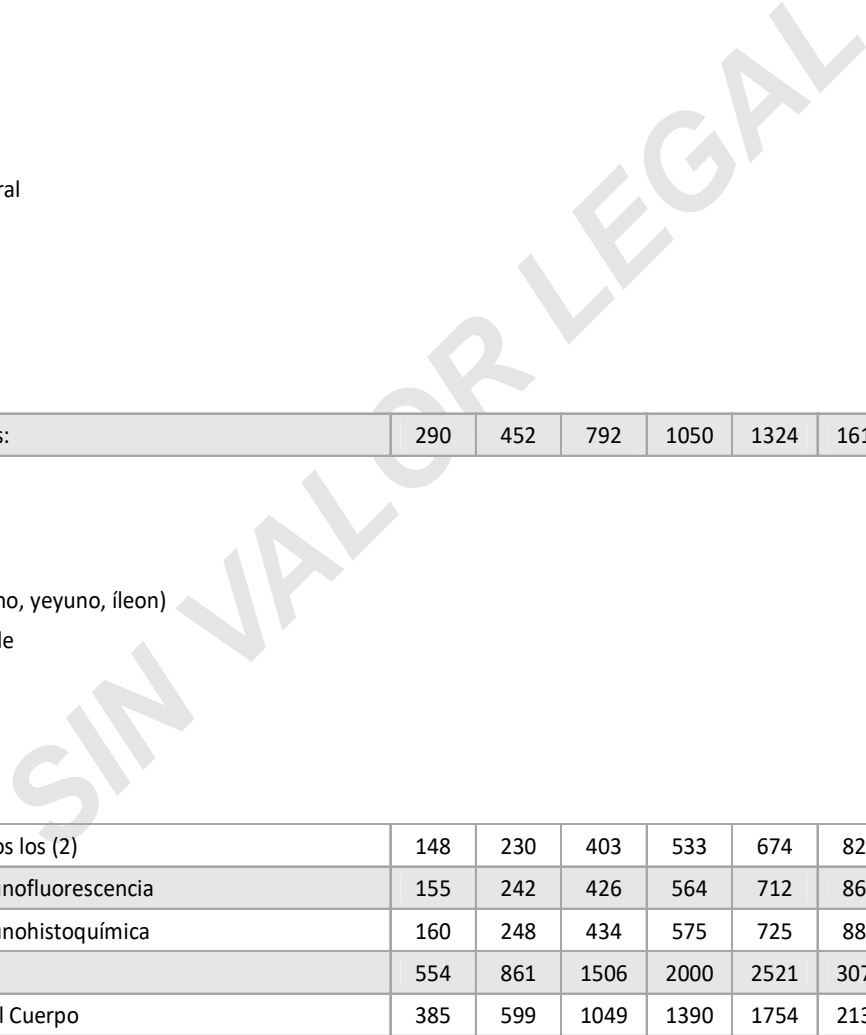 SIN VALOR LEGAL
ral
s: 290 452 792 1050 1324
no, yeyuno, íleon)
le
os los (2) 148 230 403 533 674
unofluorescencia 155 242 426 564 712
unohistoquímica 160 248 434 575 725
554 861 1506 2000 2521
l Cuerpo 385 599 1049 1390 1754